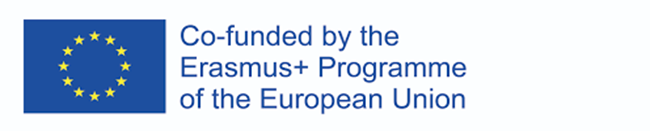 Co-funded by the
Erasmus+ Programme
of the European Union